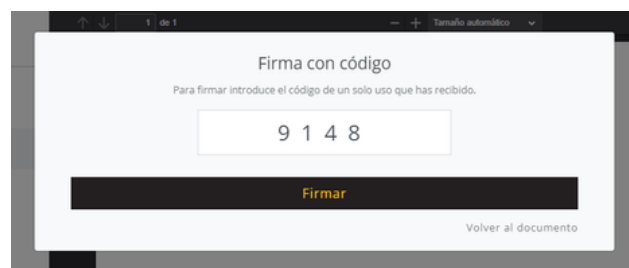 1 de 1 — + Tamaño automático
Firma con código
Para firmar introduce el código de un solo uso que has recibido.
9 1 4 8
Firmar
Volver al documento